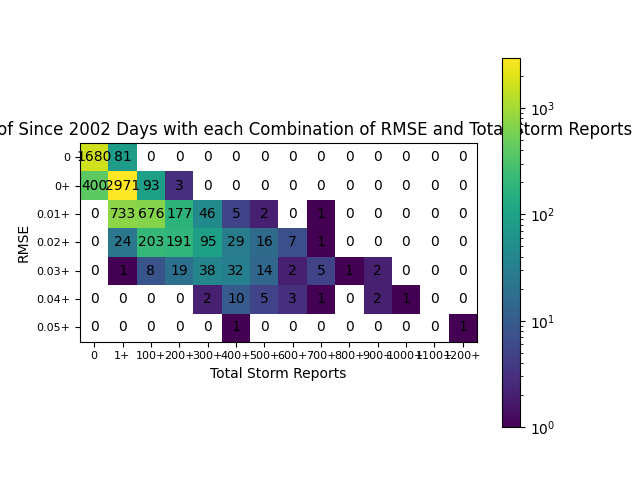 of Since 2002 Days with each Combination of RMSE and Total Storm Reports
RMSE
0 1680 81 0 0 0 0 0 0 0 0 0 0 0 0
0+ 400 2971 93 3 0 0 0 0 0 0 0 0 0 0
0.01+ 0 733 676 177 46 5 2 0 1 0 0 0 0 0
0.02+ 0 24 203 191 95 29 16 7 1 0 0 0 0 0
0.03+ 0 1 8 19 38 32 14 2 5 1 2 0 0 0
0.04+ 0 0 0 0 2 10 5 3 1 0 2 1 0 0
0.05+ 0 0 0 0 0 1 0 0 0 0 0 0 0 1
0 1+ 100+ 200+ 300+ 400+ 500+ 600+ 700+ 800+ 900+ 1000+ 1100+ 1200+
Total Storm Reports
10³
10²
10¹
10⁰